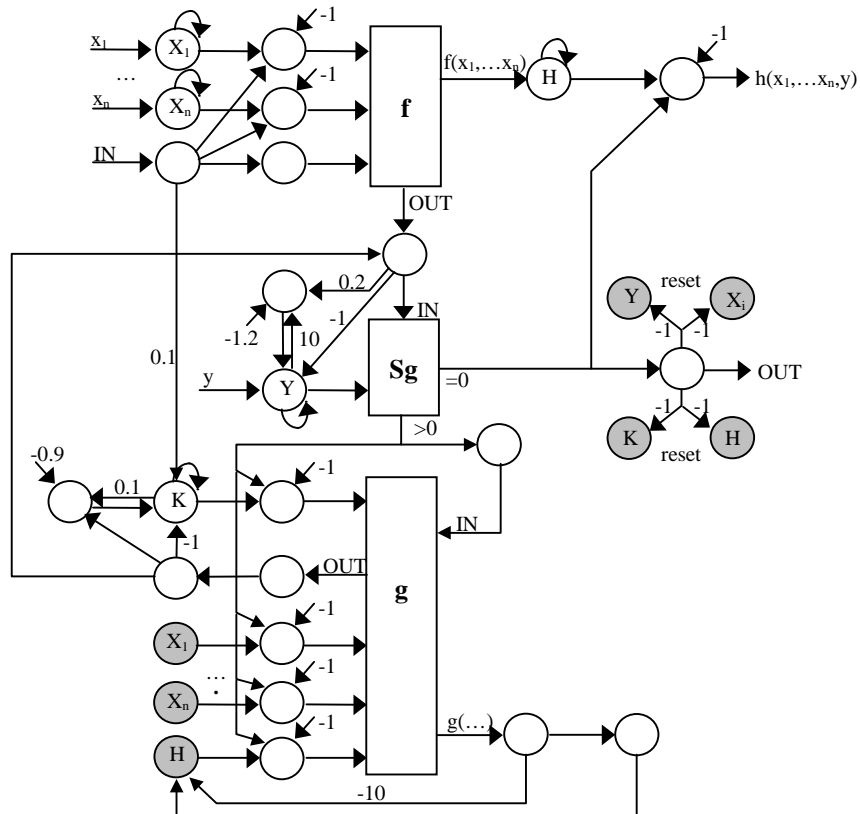 x₁ X₁ -1
f(x₁,…xₙ) H -1
…
xₙ Xₙ -1 f h(x₁,…xₙ,y)
IN
OUT
0.2 Y reset Xᵢ
-1.2 10 -1 IN -1 -1
0.1
y Y Sg =0 OUT
>0 -1 -1
K reset H
-0.9 -1
0.1 K
IN
-1
OUT
g
-1
X₁
… -1
.
Xₙ
-1
g(…)
H
-10